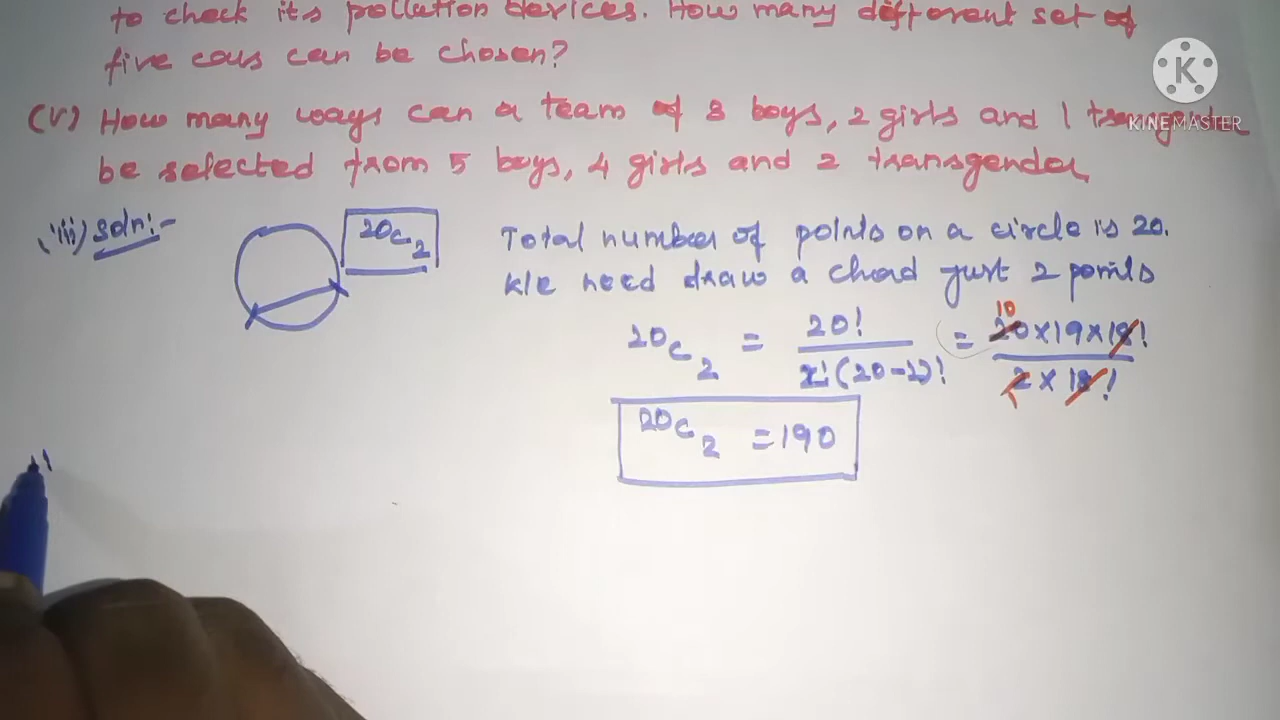 to check its pollution devices. How many different set of
five cars can be chosen?
(v) How many ways can a team of 3 boys, 2 girls and 1 transgender
be selected from 5 boys, 4 girls and 2 transgender
K
KINEMASTER
(iii) Soln:-
20C2
Total number of points on a circle is 20.
We need draw a chord just 2 points
20C2 = 20! / 2!(20-2)! = 20×19×18! / 2×18!
10
20C2 = 190